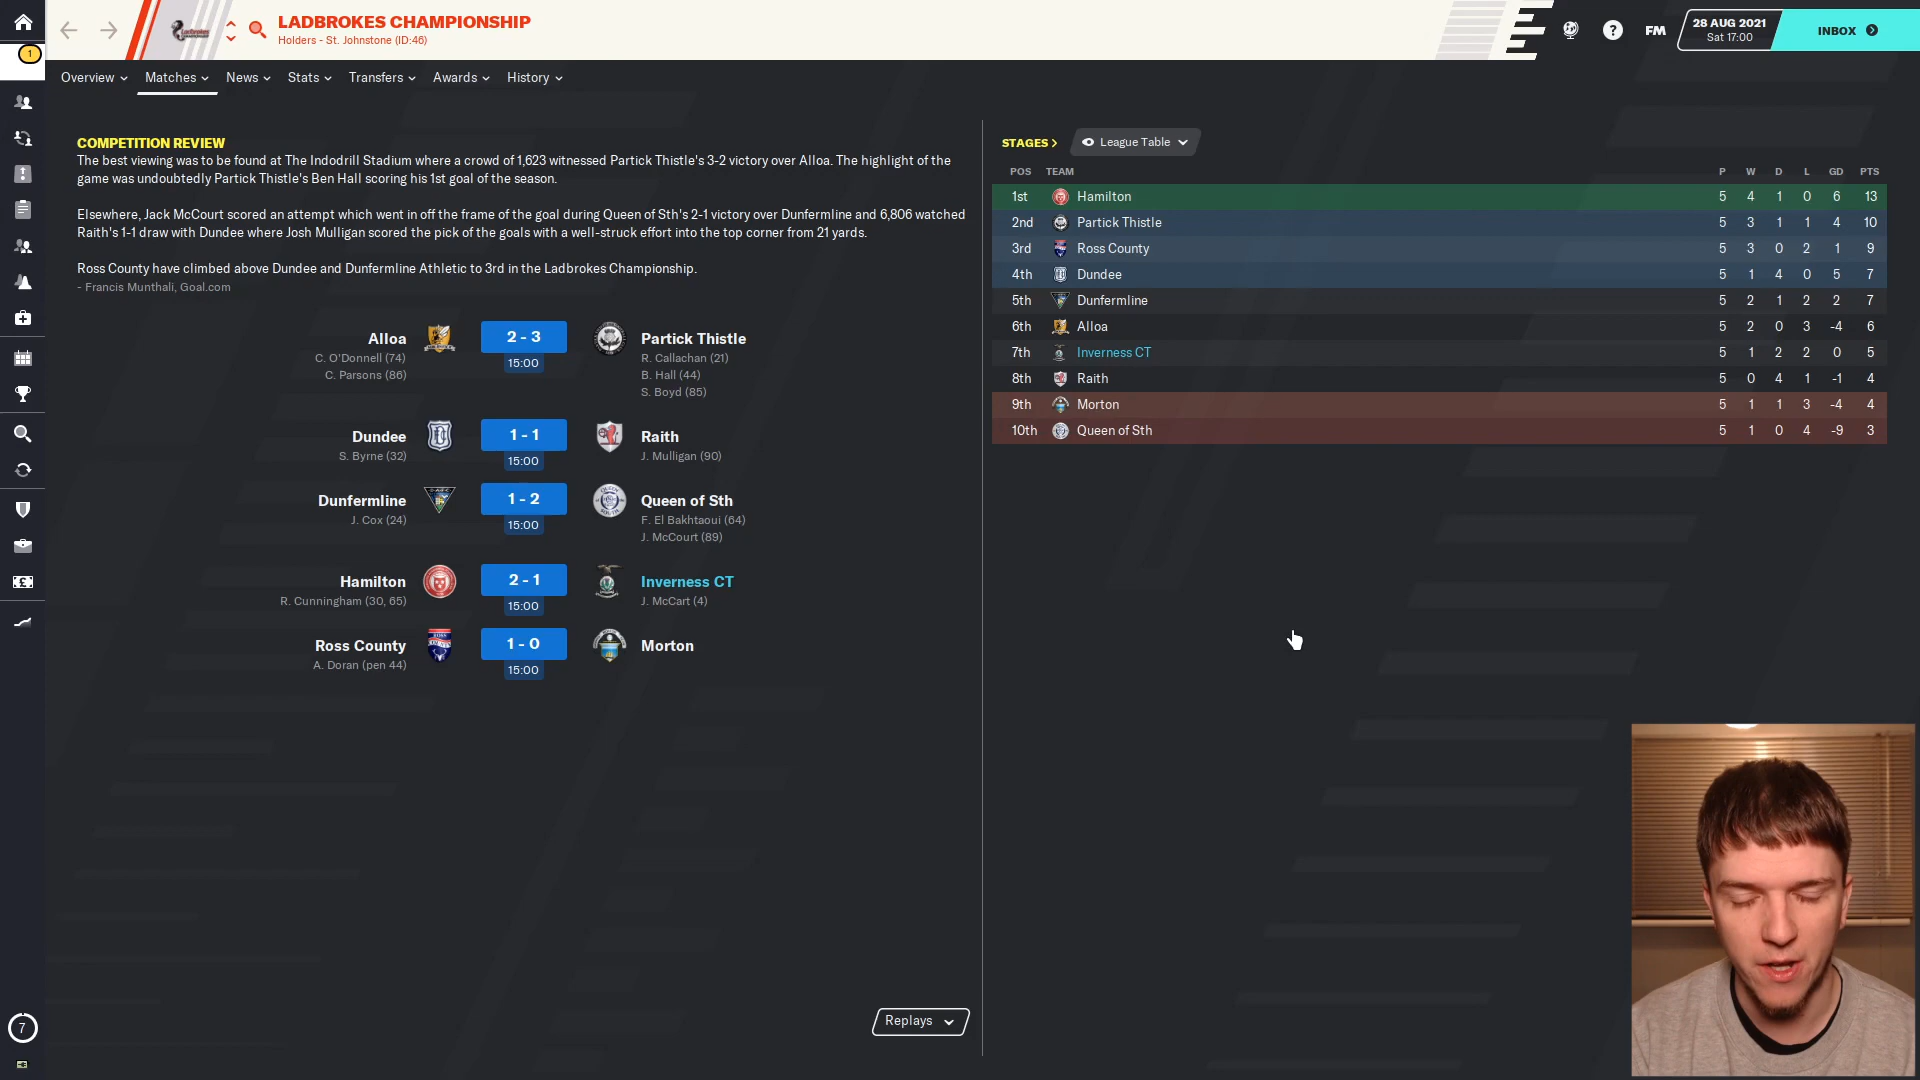 LADBROKES CHAMPIONSHIP
Holders - St. Johnstone (ID:46)
FM
28 AUG 2021
Sat 17:00
INBOX
1
Overview
Matches
News
Stats
Transfers
Awards
History
COMPETITION REVIEW
The best viewing was to be found at The Indodrill Stadium where a crowd of 1,623 witnessed Partick Thistle's 3-2 victory over Alloa. The highlight of the
game was undoubtedly Partick Thistle's Ben Hall scoring his 1st goal of the season.
Elsewhere, Jack McCourt scored an attempt which went in off the frame of the goal during Queen of Sth's 2-1 victory over Dunfermline and 6,806 watched
Raith's 1-1 draw with Dundee where Josh Mulligan scored the pick of the goals with a well-struck effort into the top corner from 21 yards.
Ross County have climbed above Dundee and Dunfermline Athletic to 3rd in the Ladbrokes Championship.
- Francis Munthali, Goal.com
Alloa 2 - 3 Partick Thistle
C. O'Donnell (74) 15:00 R. Callachan (21)
C. Parsons (86) B. Hall (44)
S. Boyd (85)
Dundee 1 - 1 Raith
S. Byrne (32) 15:00 J. Mulligan (90)
Dunfermline 1 - 2 Queen of Sth
J. Cox (24) 15:00 F. El Bakhtaoui (64)
J. McCourt (89)
Hamilton 2 - 1 Inverness CT
R. Cunningham (30, 65) 15:00 J. McCart (4)
Ross County 1 - 0 Morton
A. Doran (pen 44) 15:00
Replays
STAGES > League Table
POS TEAM P W D L GD PTS
1st Hamilton 5 4 1 0 6 13
2nd Partick Thistle 5 3 1 1 4 10
3rd Ross County 5 3 0 2 1 9
4th Dundee 5 1 4 0 5 7
5th Dunfermline 5 2 1 2 2 7
6th Alloa 5 2 0 3 -4 6
7th Inverness CT 5 1 2 2 0 5
8th Raith 5 0 4 1 -1 4
9th Morton 5 1 1 3 -4 4
10th Queen of Sth 5 1 0 4 -9 3
7